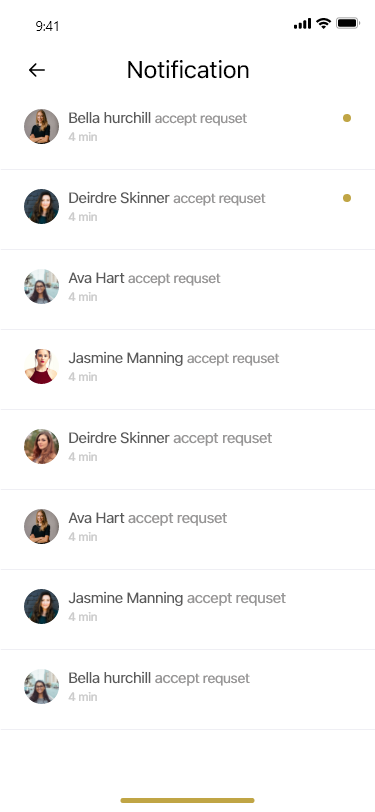 9:41
Notification
Bella hurchill accept requset
4 min
Deirdre Skinner accept requset
4 min
Ava Hart accept requset
4 min
Jasmine Manning accept requset
4 min
Deirdre Skinner accept requset
4 min
Ava Hart accept requset
4 min
Jasmine Manning accept requset
4 min
Bella hurchill accept requset
4 min